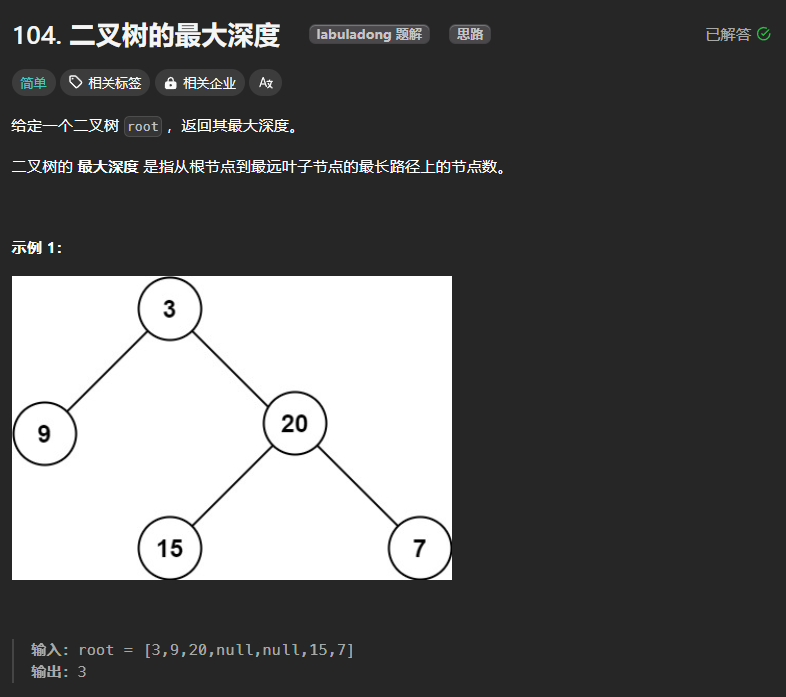 104. 二叉树的最大深度 labuladong 题解 思路 已解答
简单 相关标签 相关企业 Aあ
给定一个二叉树 root ，返回其最大深度。
二叉树的 最大深度 是指从根节点到最远叶子节点的最长路径上的节点数。
示例 1：
3
9
20
15
7
输入：root = [3,9,20,null,null,15,7]
输出：3